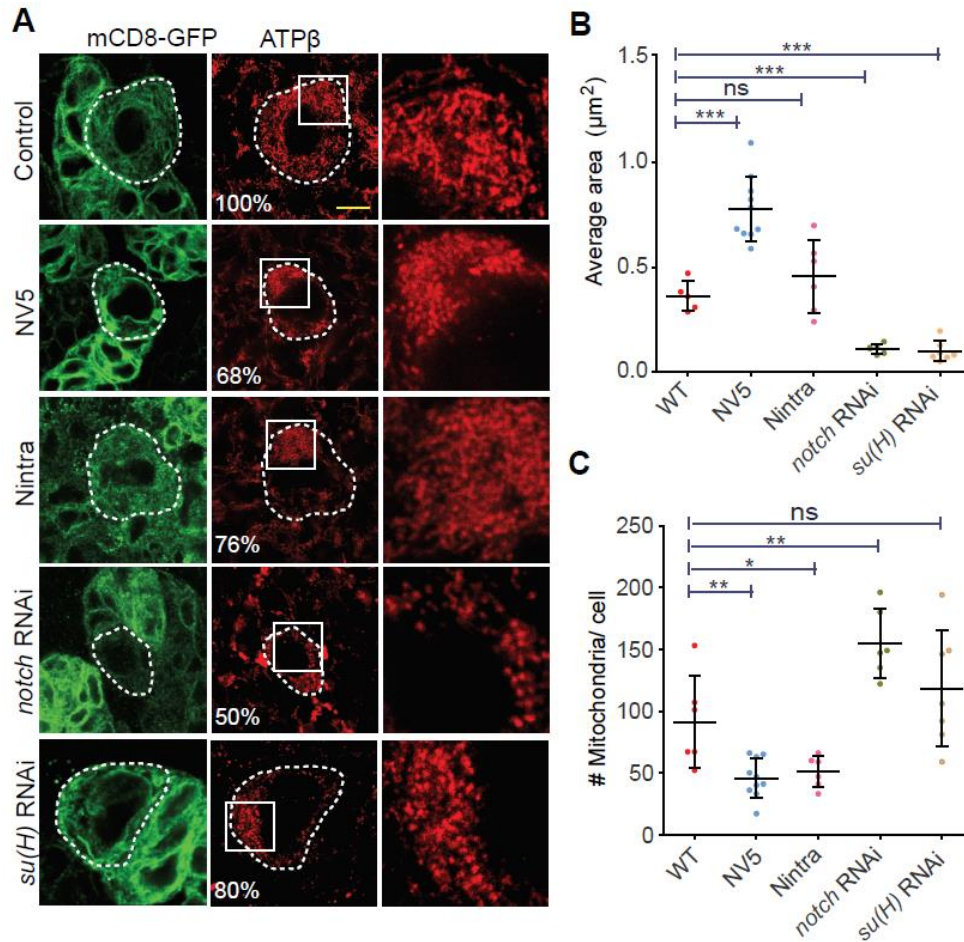 A
mCD8-GFP ATPβ
Control
100%
NV5
68%
Nintra
76%
notch RNAi
50%
su(H) RNAi
80%
B
Average area (µm²)
1.5
1.0
0.5
0.0
***
***
ns
***
WT
NV5
Nintra
notch RNAi
su(H) RNAi
C
# Mitochondria/ cell
250
200
150
100
50
0
ns
**
*
**
WT
NV5
Nintra
notch RNAi
su(H) RNAi